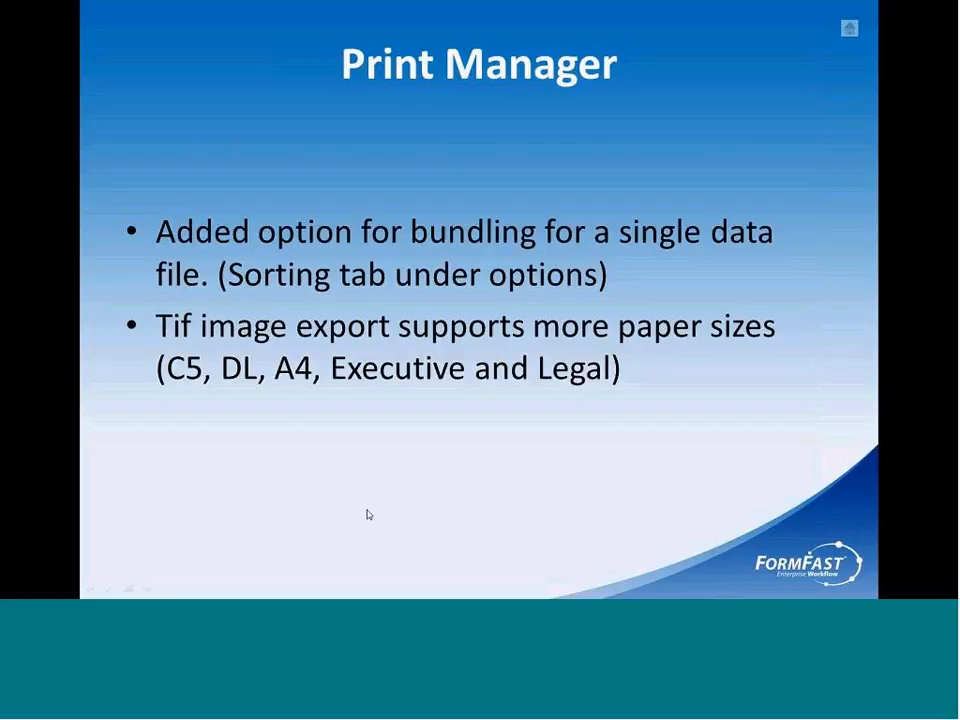 Print Manager
• Added option for bundling for a single data
file. (Sorting tab under options)
• Tif image export supports more paper sizes
(C5, DL, A4, Executive and Legal)
FORMFAST
Enterprise Workflow